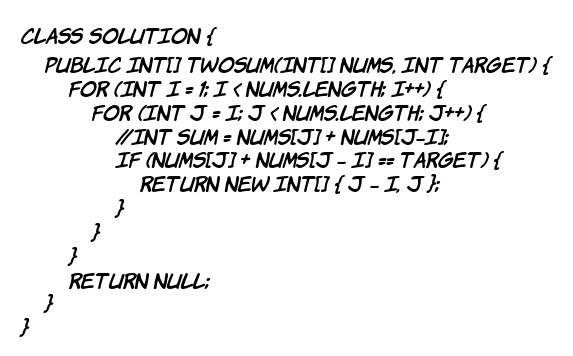 CLASS SOLUTION {
PUBLIC INT[] TWOSUM(INT[] NUMS, INT TARGET) {
FOR (INT I = 1; I < NUMS.LENGTH; I++) {
FOR (INT J = I; J < NUMS.LENGTH; J++) {
//INT SUM = NUMS[J] + NUMS[J-I];
IF (NUMS[J] + NUMS[J - I] == TARGET) {
RETURN NEW INT[] { J - I, J };
}
}
}
RETURN NULL;
}
}